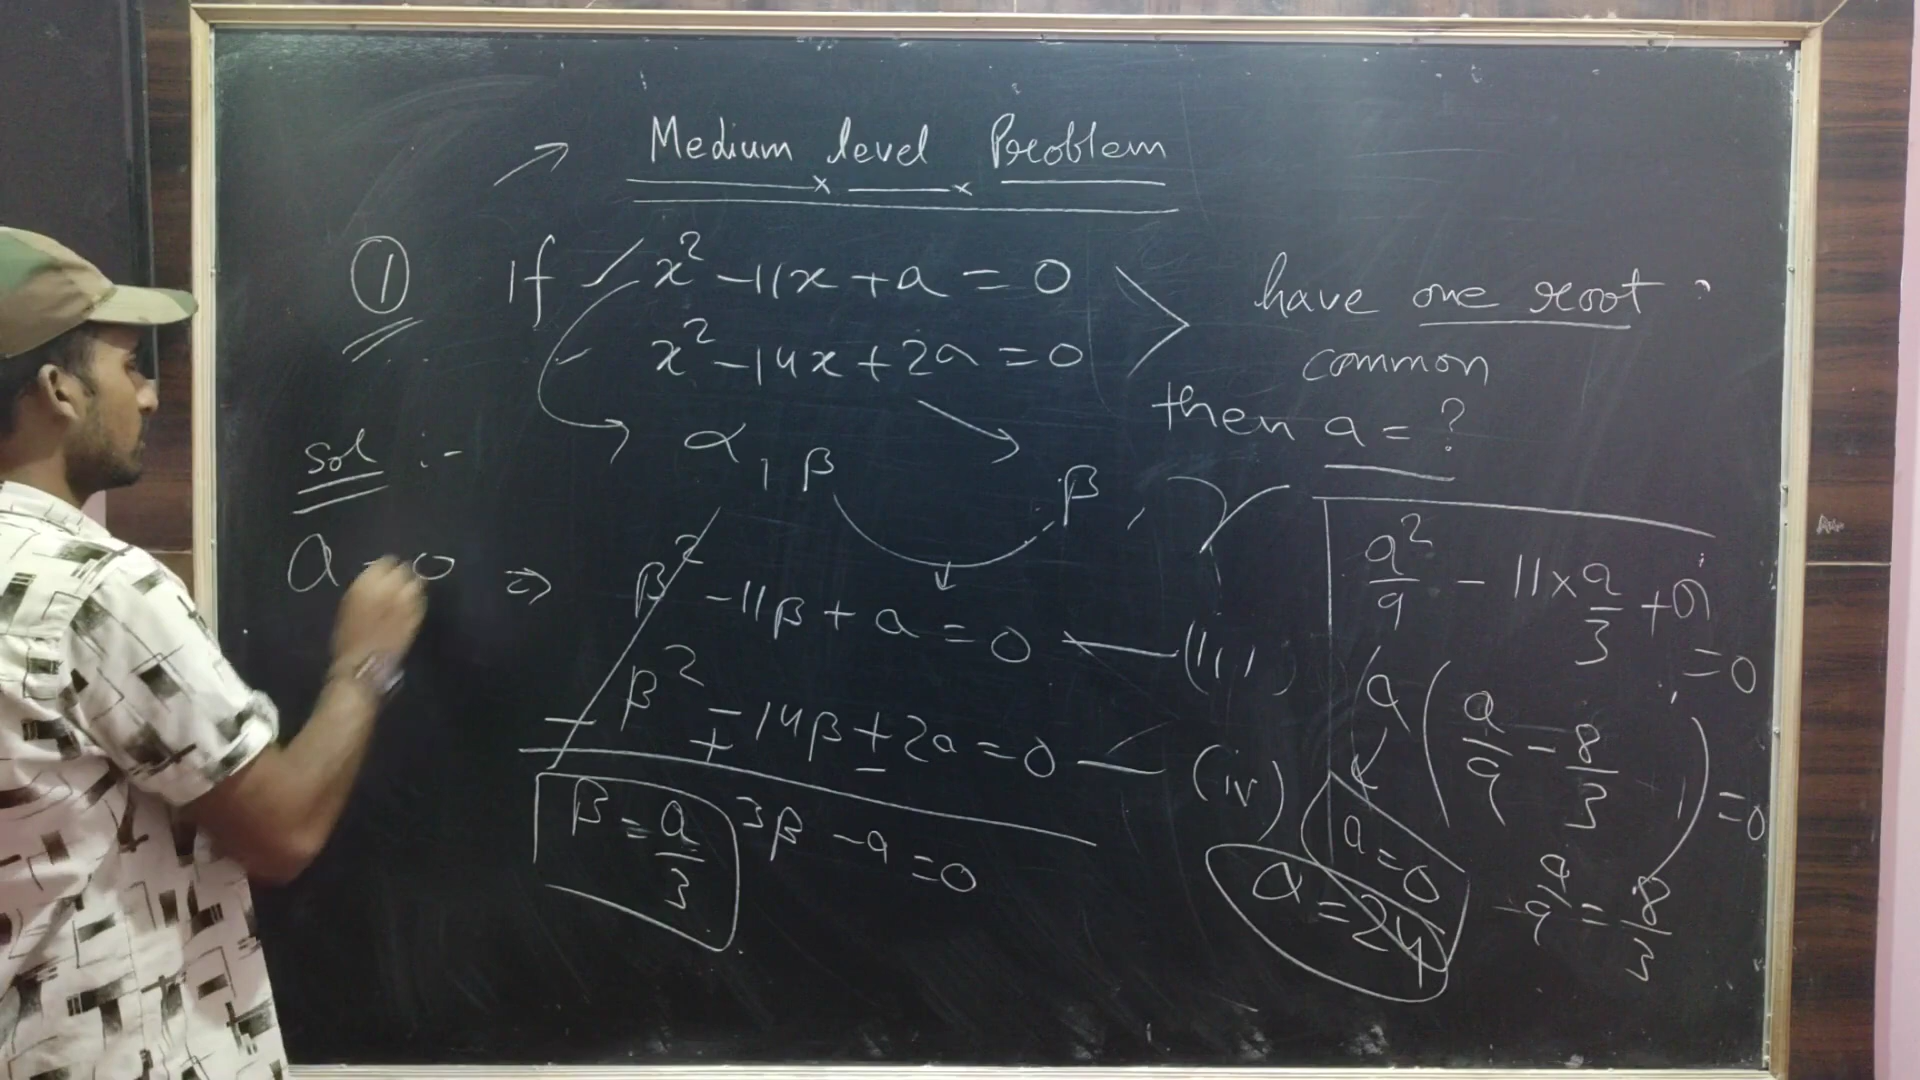 Medium level Problem
① If x² - 11x + a = 0
x² - 14x + 2a = 0
have one root
common
then a = ?
Sol :-
α, β
β, γ
a = 0
⇒ β² - 11β + a = 0 — (iii)
β² - 14β + 2a = 0 — (iv)
- + -
3β - a = 0
β = a/3
a²/9 - 11 × a/3 + a = 0
a (a/9 - 8/3) = 0
a = 0
a/9 = 8/3
a = 24